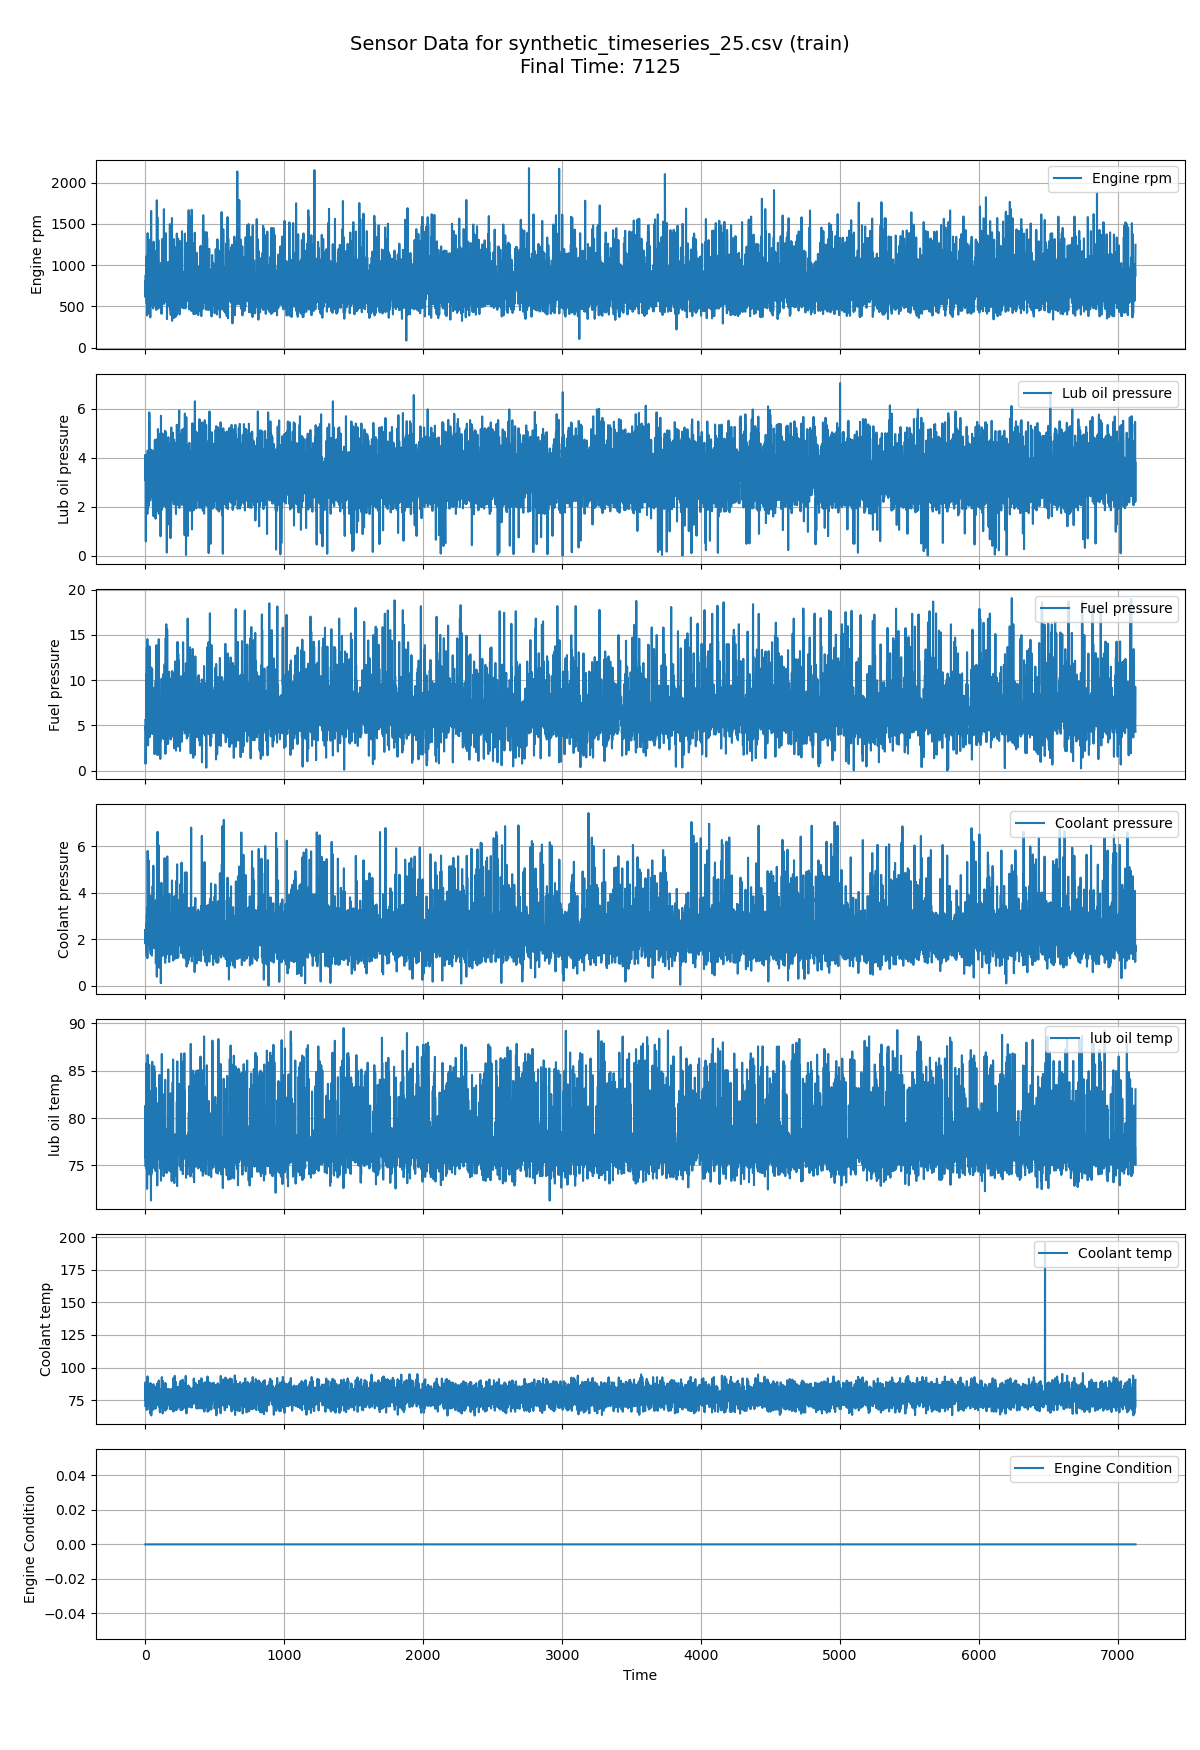 Sensor Data for synthetic_timeseries_25.csv (train)
Final Time: 7125
Engine rpm
2000
1500
1000
500
0
Engine rpm
Lub oil pressure
6
4
2
0
Lub oil pressure
Fuel pressure
20
15
10
5
0
Fuel pressure
Coolant pressure
6
4
2
0
Coolant pressure
lub oil temp
90
85
80
75
lub oil temp
Coolant temp
200
175
150
125
100
75
Coolant temp
Engine Condition
0.04
0.02
0.00
−0.02
−0.04
Engine Condition
0 1000 2000 3000 4000 5000 6000 7000
Time